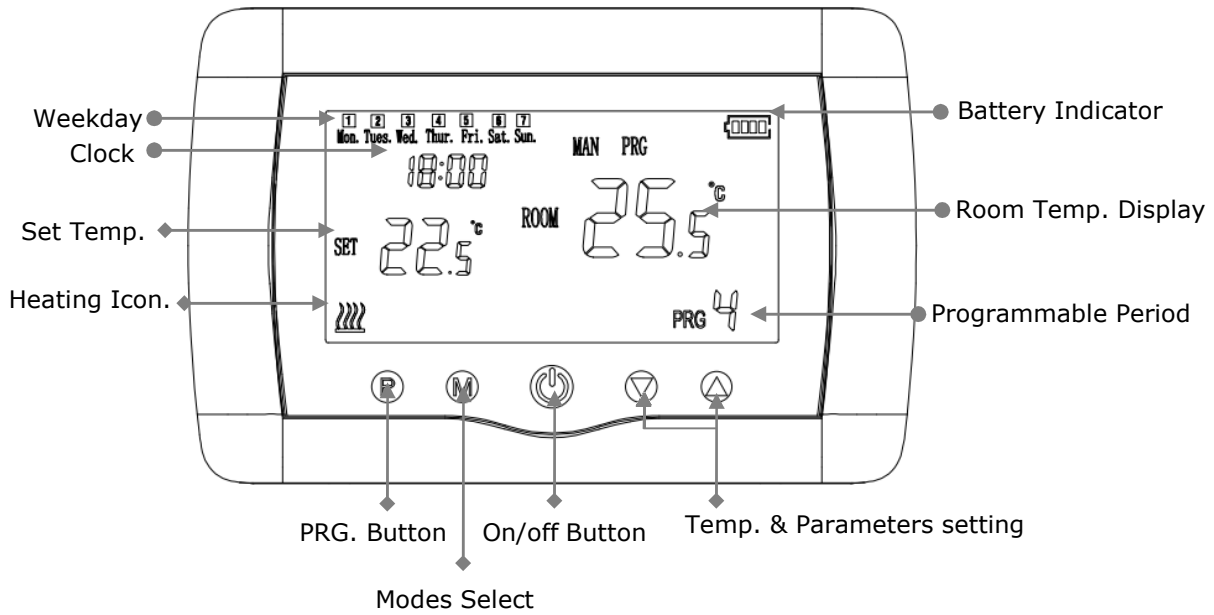 Weekday
Clock
Set Temp.
Heating Icon.
1 2 3 4 5 6 7
Mon. Tues. Wed. Thur. Fri. Sat. Sun.
18:00
MAN PRG
SET 22.5 °C
ROOM 25.5 °C
PRG 4
Battery Indicator
Room Temp. Display
Programmable Period
P M
PRG. Button
On/off Button
Temp. & Parameters setting
Modes Select